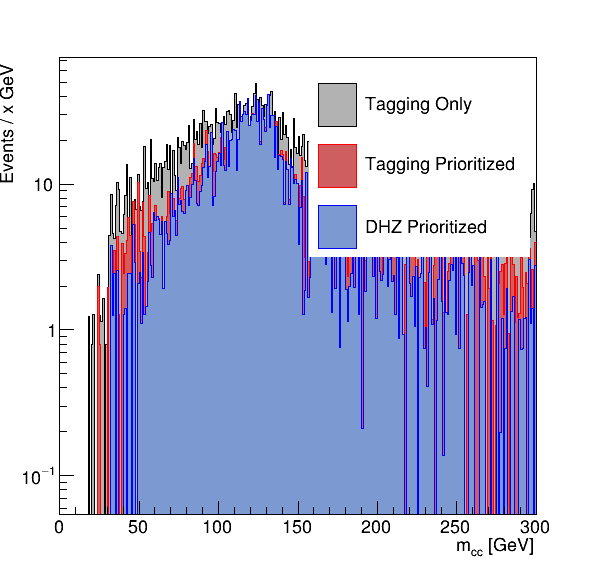 Events / x GeV
Tagging Only
Tagging Prioritized
DHZ Prioritized
10
1
10⁻¹
0 50 100 150 200 250 300
m_cc [GeV]